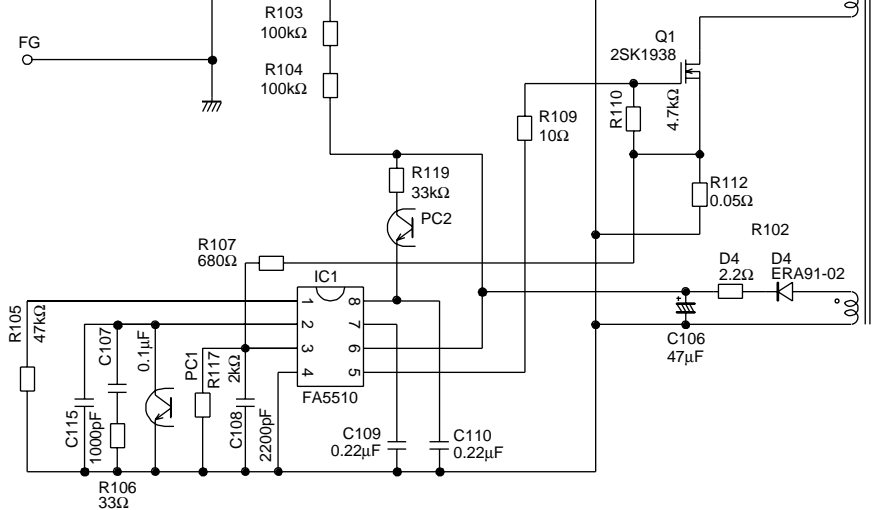 R103
100kΩ
FG
Q1
2SK1938
R104
100kΩ
R110
4.7kΩ
R109
10Ω
R119
33kΩ
R112
0.05Ω
PC2
R102
R107
680Ω
D4
2.2Ω
D4
ERA91-02
IC1
1
2
3
4
8
7
6
5
FA5510
+
C106
47µF
R105
47kΩ
C107
0.1µF
PC1
R117
2kΩ
C115
1000pF
C108
2200pF
C109
0.22µF
C110
0.22µF
R106
33Ω